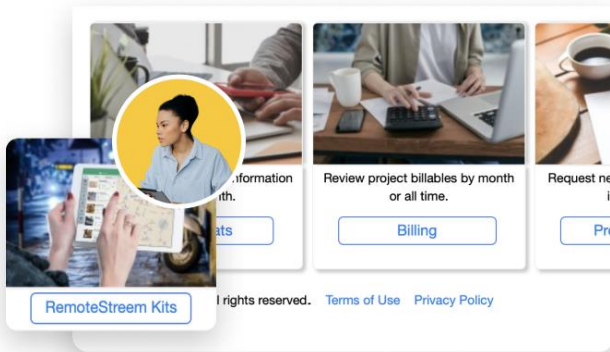 nformation
th.
ats
Review project billables by month
or all time.
Billing
Request ne
i
Pr
RemoteStreem Kits
l rights reserved. Terms of Use Privacy Policy